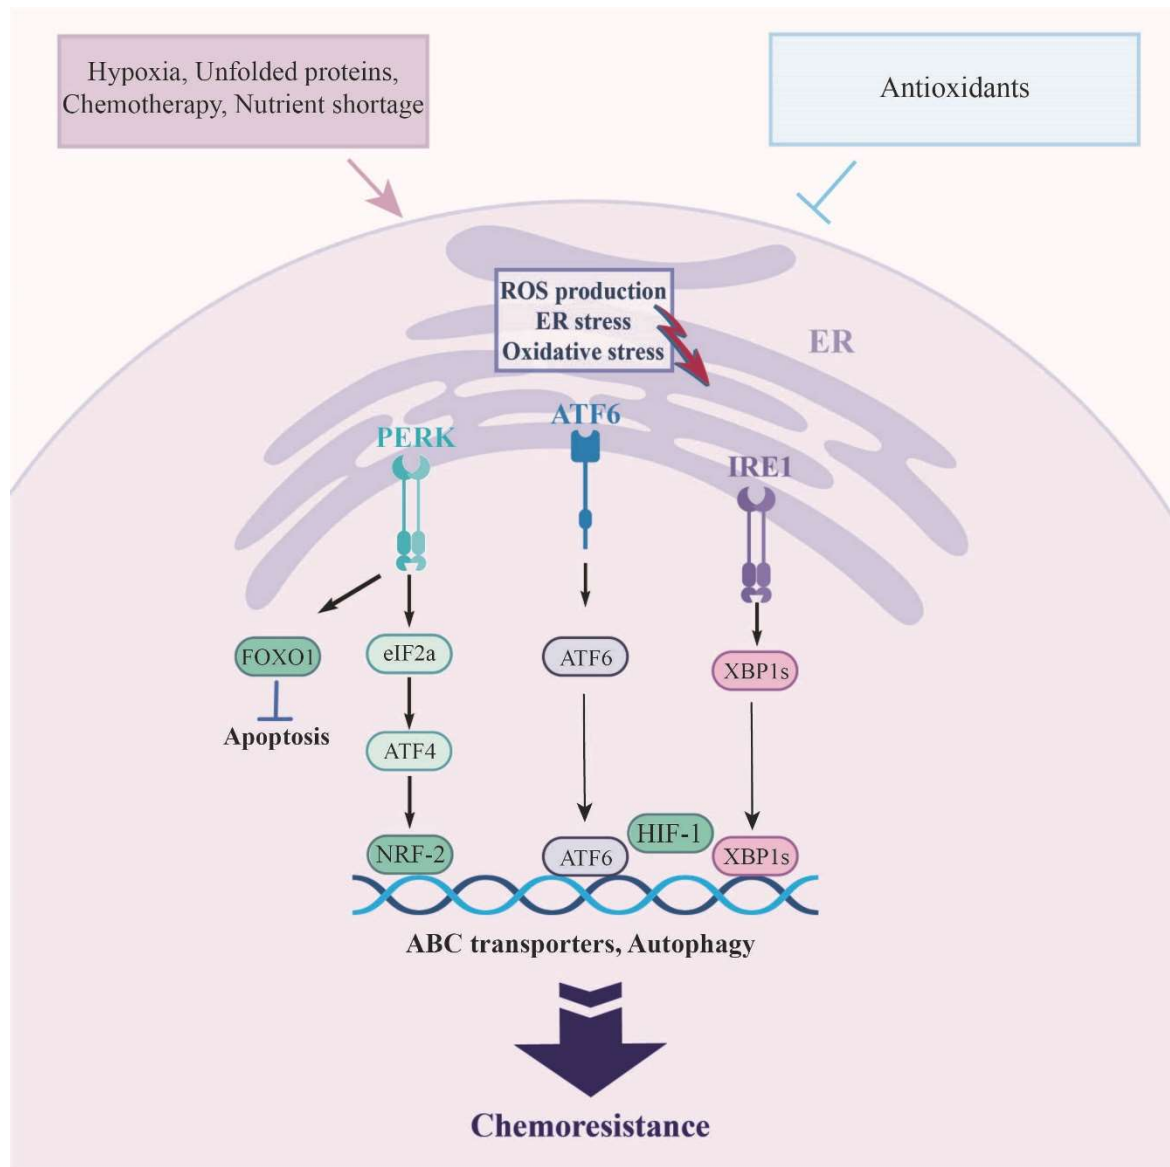 Hypoxia, Unfolded proteins,
Chemotherapy, Nutrient shortage
Antioxidants
ROS production
ER stress
Oxidative stress
ER
PERK
ATF6
IRE1
FOXO1
eIF2a
ATF6
XBP1s
Apoptosis
ATF4
NRF-2
ATF6
HIF-1
XBP1s
ABC transporters, Autophagy
Chemoresistance